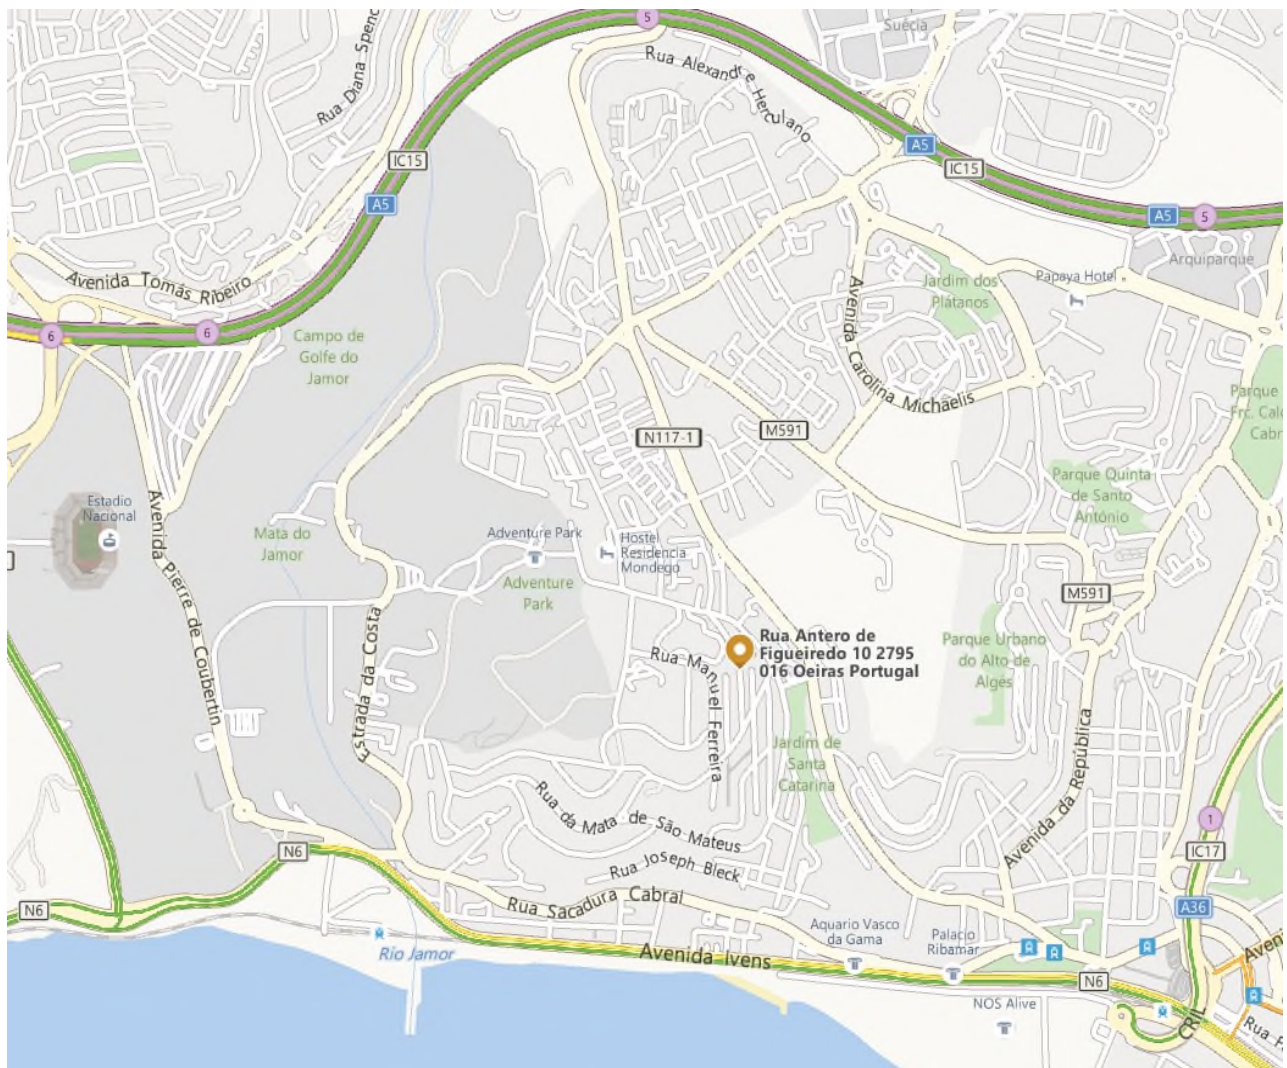 5
Suécia
Rua Diana Spenc
Rua Alexandre Herculano
IC15
A5
IC15
A5
A5
5
Arquiparque
Avenida Tomás Ribeiro
Jardim dos
Plátanos
Papaya Hotel
6
6
Campo de
Golfe do
Jamor
Avenida Carolina Michaelis
Parque
Frc. Cal
Cabr
N117-1
M591
Estadio
Nacional
Avenida Pierre de Coubertin
Mata do
Jamor
Adventure Park
Hostel
Residencia
Mondego
Parque Quinta
de Santo
António
Adventure
Park
M591
Estrada da Costa
Rua Antero de
Figueiredo 10 2795
016 Oeiras Portugal
Rua Manuel Ferreira
Parque Urbano
do Alto de
Algés
Jardim de
Santa
Catarina
Avenida da República
Rua da Mata de São Mateus
1
N6
IC17
Rua Joseph Bleck
N6
Rua Sacadura Cabral
A36
Aquario Vasco
da Gama
Palacio
Ribamar
Rio Jamor
Avenida Ivens
Aveni
N6
NOS Alive
CRIL
Rua F